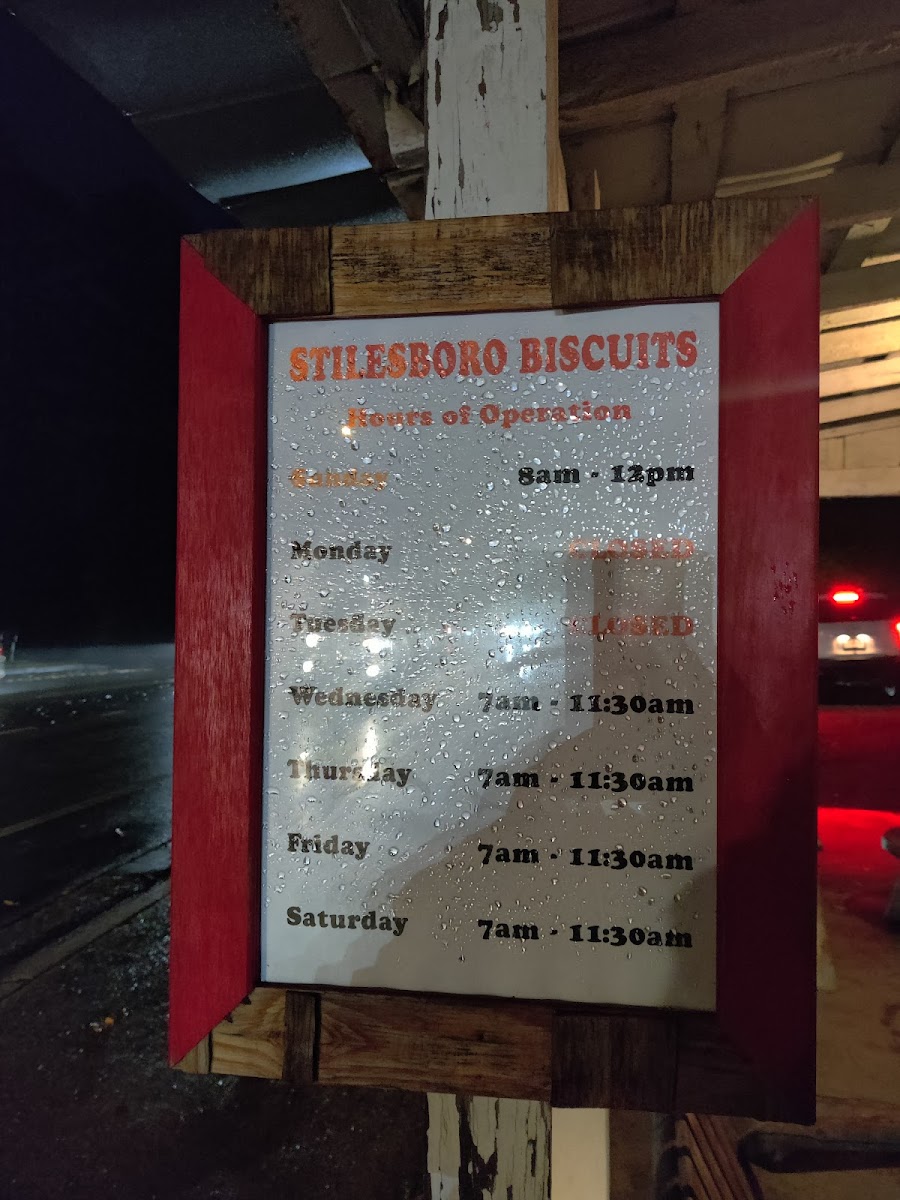 STILESBORO BISCUITS
Hours of Operation
Sunday 8am - 12pm
Monday CLOSED
Tuesday CLOSED
Wednesday 7am - 11:30am
Thursday 7am - 11:30am
Friday 7am - 11:30am
Saturday 7am - 11:30am